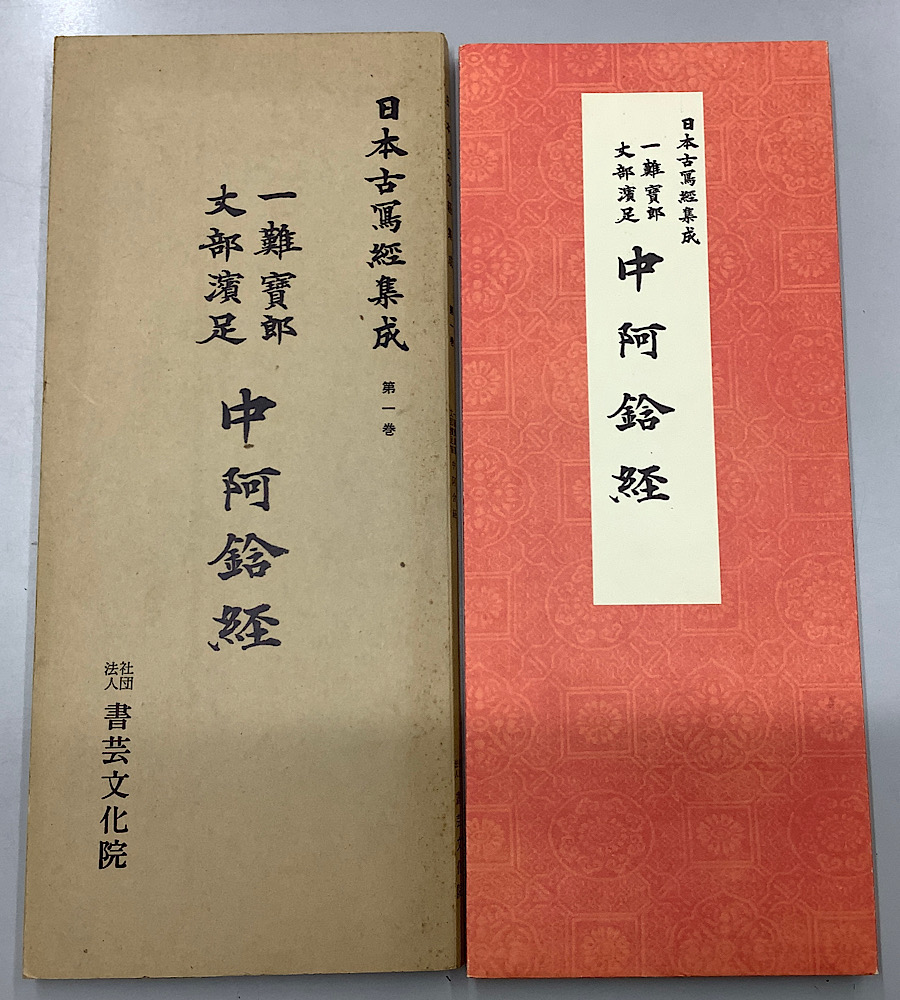 日本古寫經集成
第一巻
一難寶郎
丈部濱足
中阿鋡経
社団
法人
書芸文化院
日本古寫經集成
一難寶郎
丈部濱足
中阿鋡経